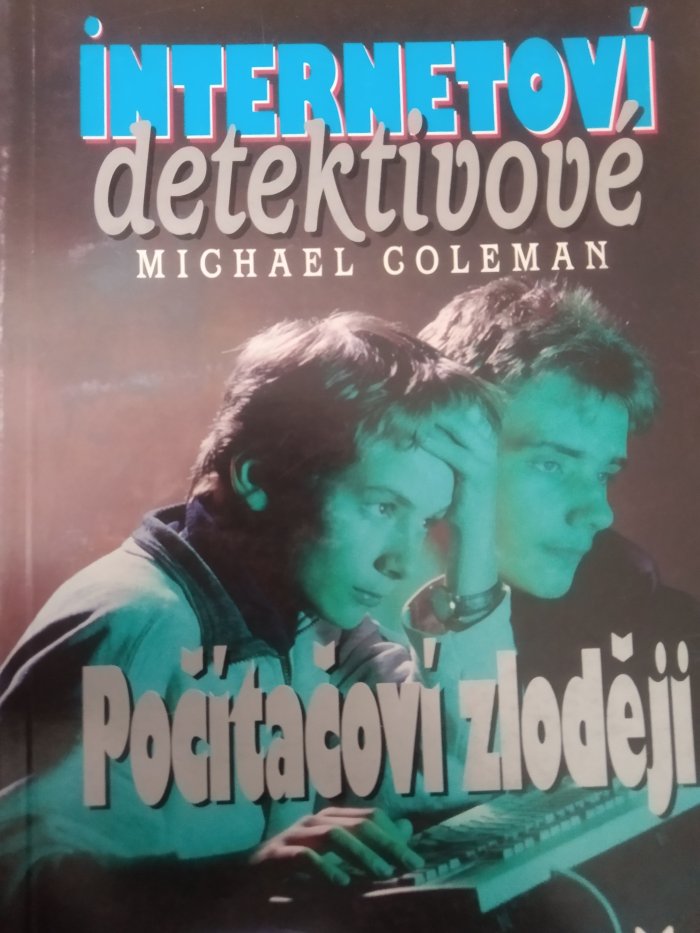 iNTERNETOVÍ
detektivové
MICHAEL COLEMAN
Počítačoví zloději